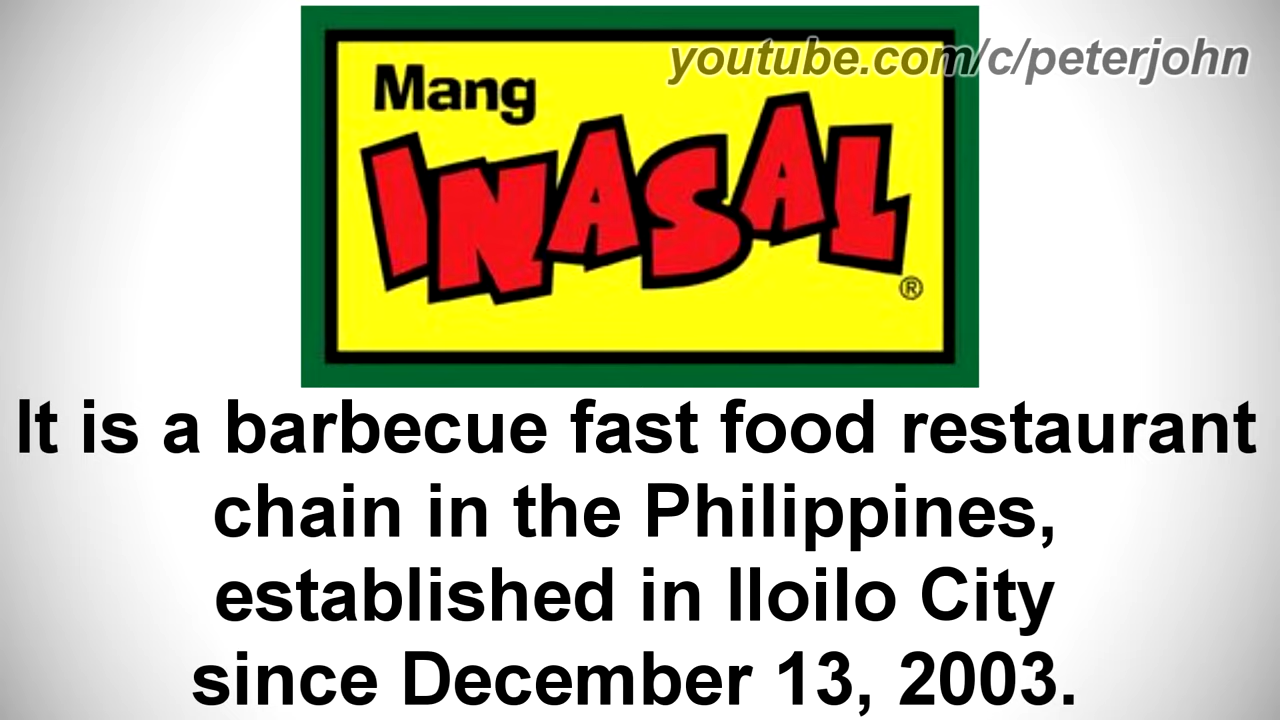 youtube.com/c/peterjohn
Mang
INASAL
®
It is a barbecue fast food restaurant
chain in the Philippines,
established in Iloilo City
since December 13, 2003.